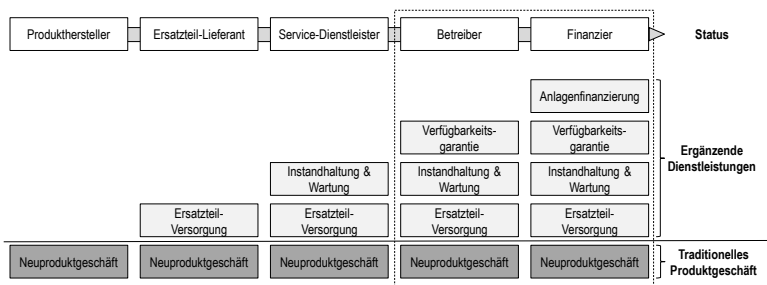 Produkthersteller
Ersatzteil-Lieferant
Service-Dienstleister
Betreiber
Finanzier
Status
Anlagenfinanzierung
Verfügbarkeits-
garantie
Verfügbarkeits-
garantie
Ergänzende
Dienstleistungen
Instandhaltung &
Wartung
Instandhaltung &
Wartung
Instandhaltung &
Wartung
Ersatzteil-
Versorgung
Ersatzteil-
Versorgung
Ersatzteil-
Versorgung
Ersatzteil-
Versorgung
Neuproduktgeschäft
Neuproduktgeschäft
Neuproduktgeschäft
Neuproduktgeschäft
Neuproduktgeschäft
Traditionelles
Produktgeschäft